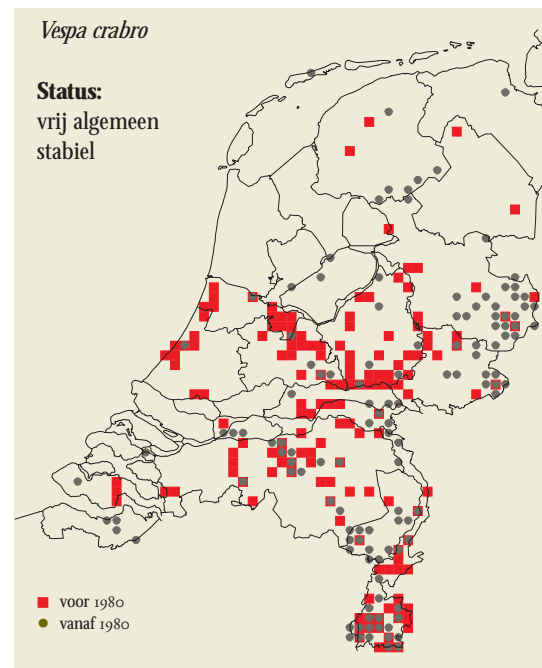 Vespa crabro
Status:
vrij algemeen
stabiel
voor 1980
vanaf 1980